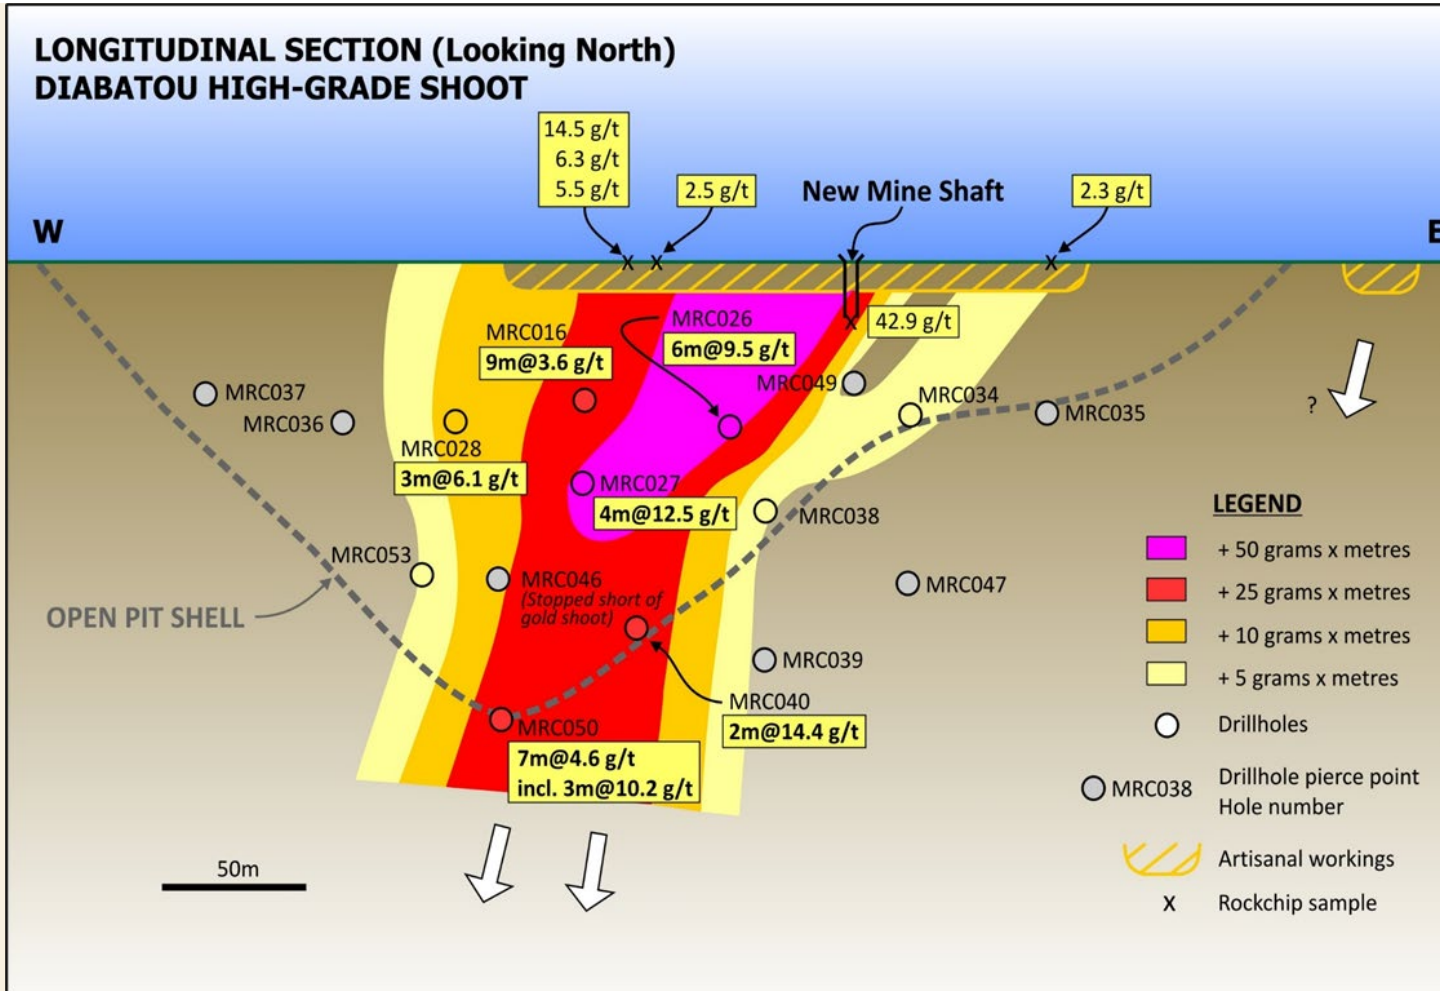 LONGITUDINAL SECTION (Looking North)
DIABATOU HIGH-GRADE SHOOT
14.5 g/t
6.3 g/t
5.5 g/t
2.5 g/t
New Mine Shaft
2.3 g/t
W
E
42.9 g/t
MRC016
9m@3.6 g/t
MRC026
6m@9.5 g/t
MRC049
MRC034
MRC035
?
MRC037
MRC036
MRC028
3m@6.1 g/t
MRC027
4m@12.5 g/t
MRC038
MRC053
MRC046
(Stopped short of
gold shoot)
MRC047
OPEN PIT SHELL
MRC039
MRC040
2m@14.4 g/t
MRC050
7m@4.6 g/t
incl. 3m@10.2 g/t
50m
LEGEND
+ 50 grams x metres
+ 25 grams x metres
+ 10 grams x metres
+ 5 grams x metres
Drillholes
MRC038 Drillhole pierce point
Hole number
Artisanal workings
x Rockchip sample